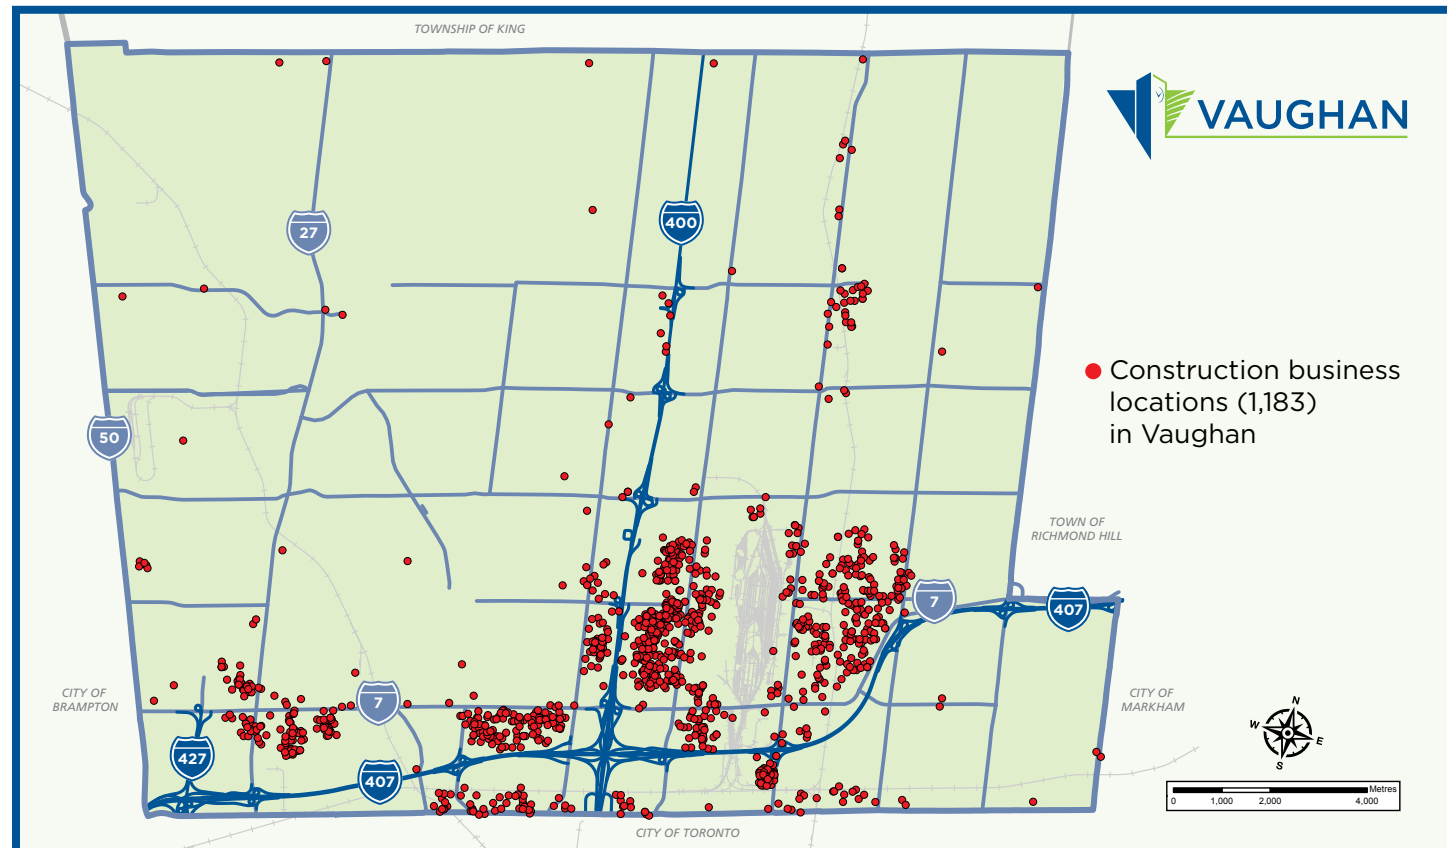 TOWNSHIP OF KING
VAUGHAN
27
400
Construction business
locations (1,183)
in Vaughan
50
TOWN OF
RICHMOND HILL
7
407
CITY OF
BRAMPTON
7
CITY OF
MARKHAM
N
W
E
S
427
407
Metres
0 1,000 2,000 4,000
CITY OF TORONTO